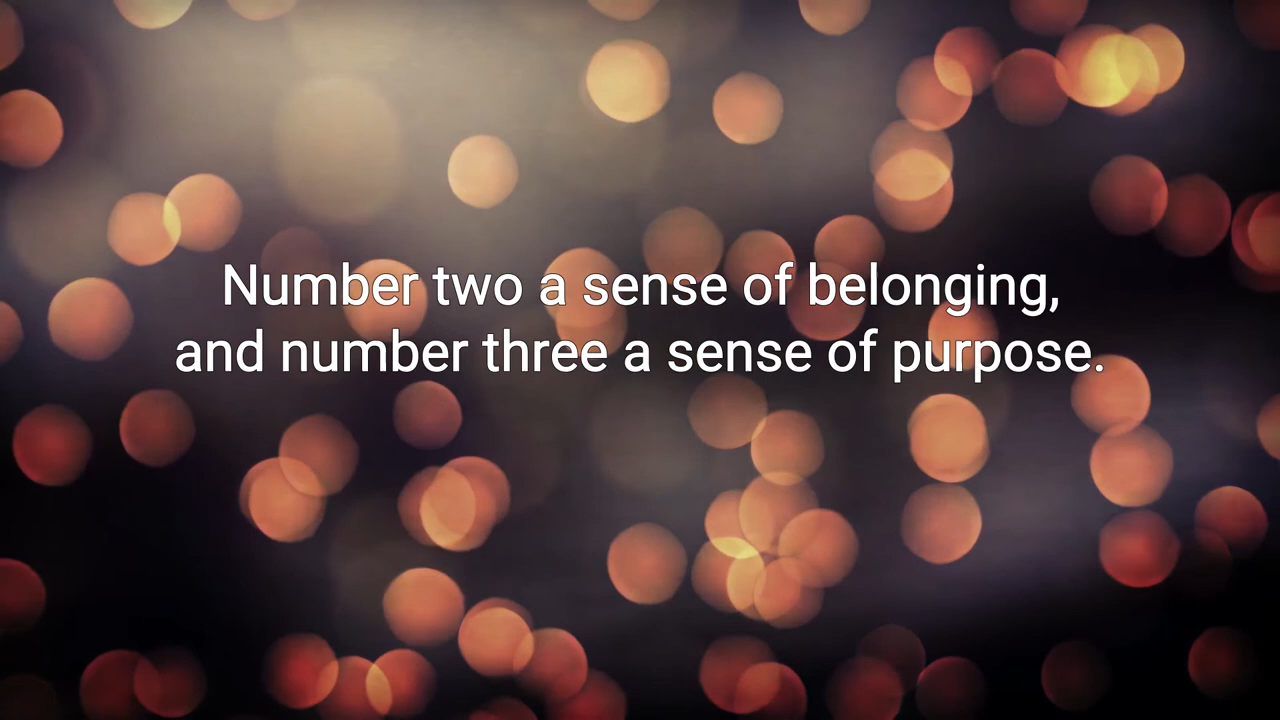 Number two a sense of belonging,
and number three a sense of purpose.